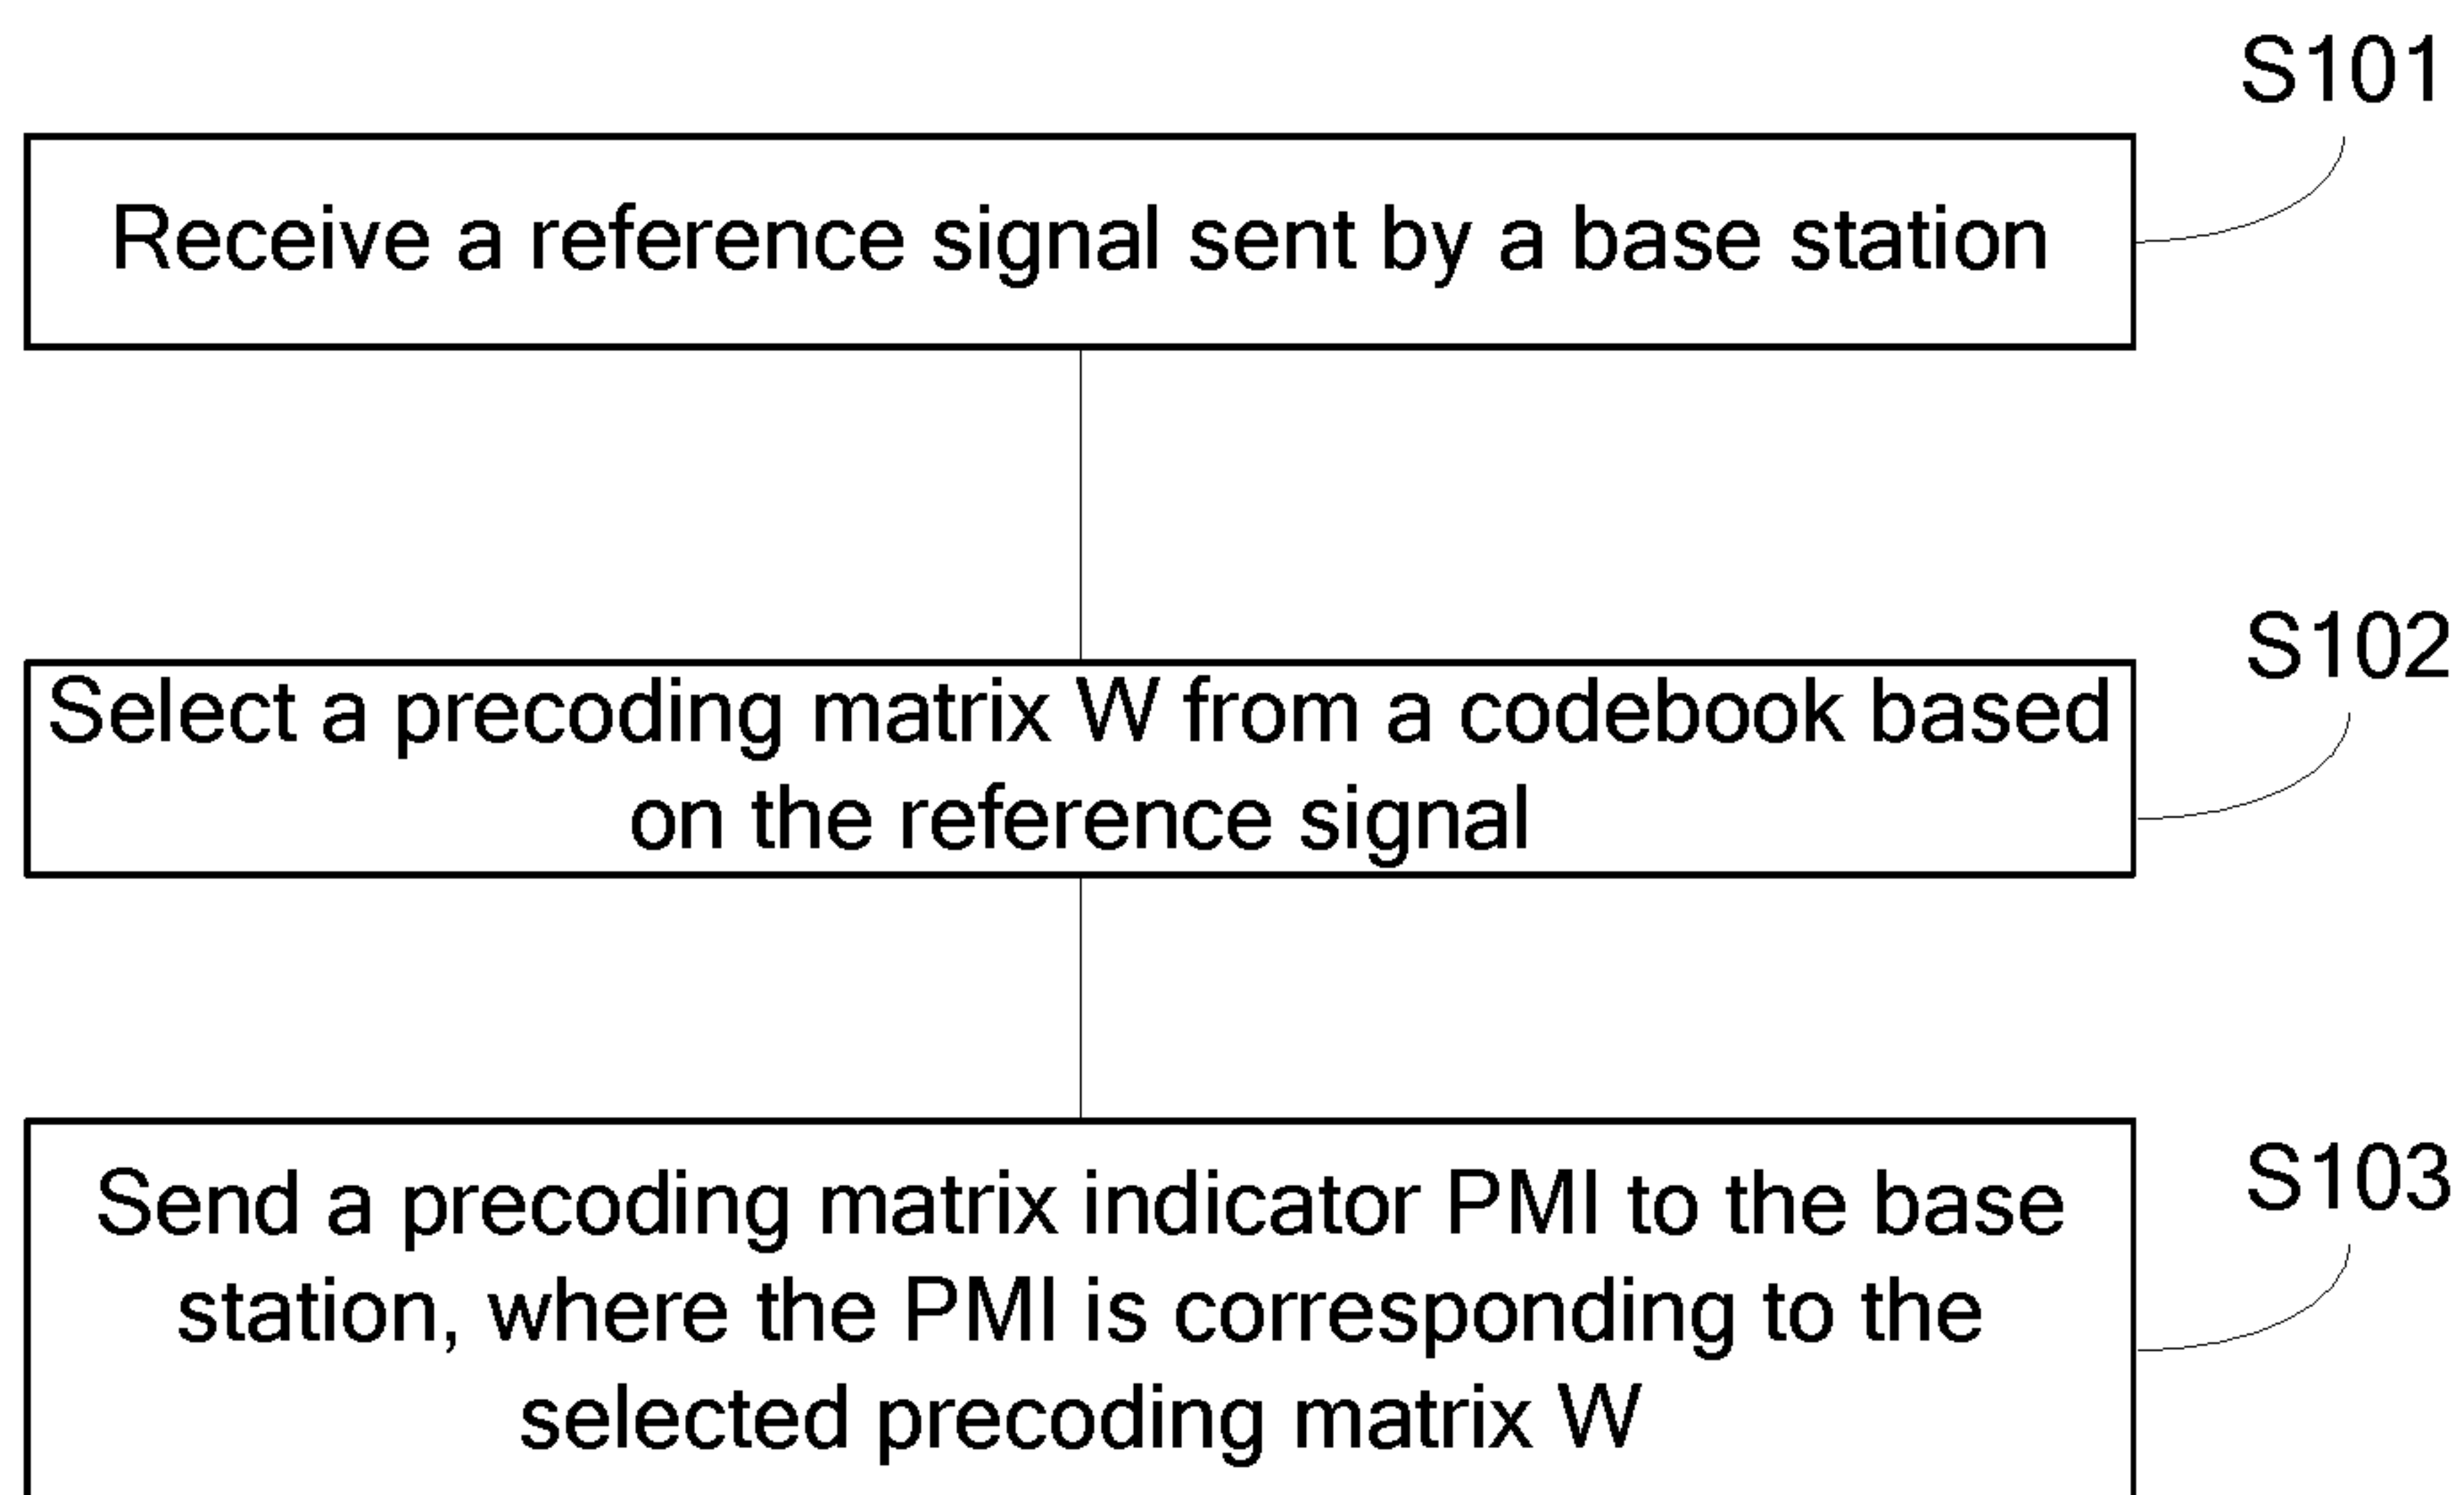 S101
Receive a reference signal sent by a base station
S102
Select a precoding matrix W from a codebook based
on the reference signal
S103
Send a precoding matrix indicator PMI to the base
station, where the PMI is corresponding to the
selected precoding matrix W